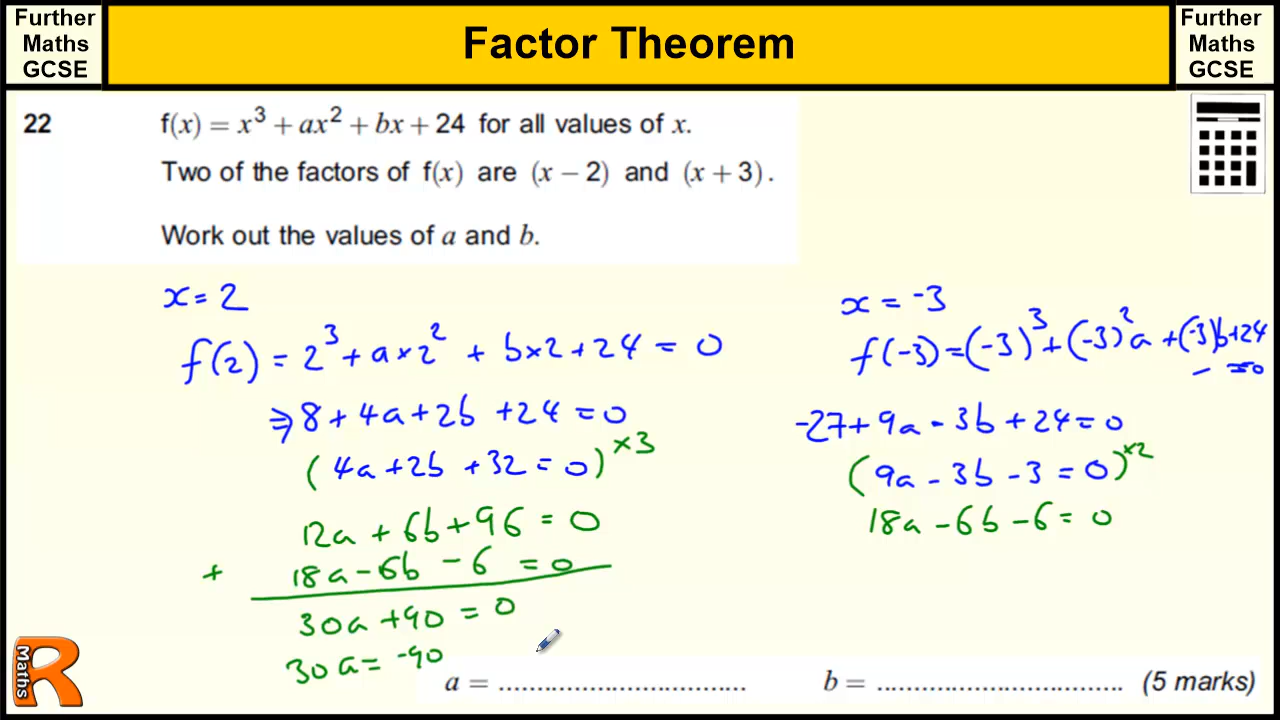 Further
Maths
GCSE
Factor Theorem
Further
Maths
GCSE
22 f(x) = x³ + ax² + bx + 24 for all values of x.
Two of the factors of f(x) are (x − 2) and (x + 3).
Work out the values of a and b.
x = 2
f(2) = 2³ + a×2² + b×2 + 24 = 0
⇒ 8 + 4a + 2b + 24 = 0
(4a + 2b + 32 = 0) ×3
12a + 6b + 96 = 0
+ 18a − 6b − 6 = 0
30a + 90 = 0
30a = -90
x = -3
f(-3) = (-3)³ + (-3)²a + (-3)b + 24
= 0
-27 + 9a - 3b + 24 = 0
(9a - 3b - 3 = 0) ×2
18a - 6b - 6 = 0
R Maths
a = ................................ b = ................................ (5 marks)